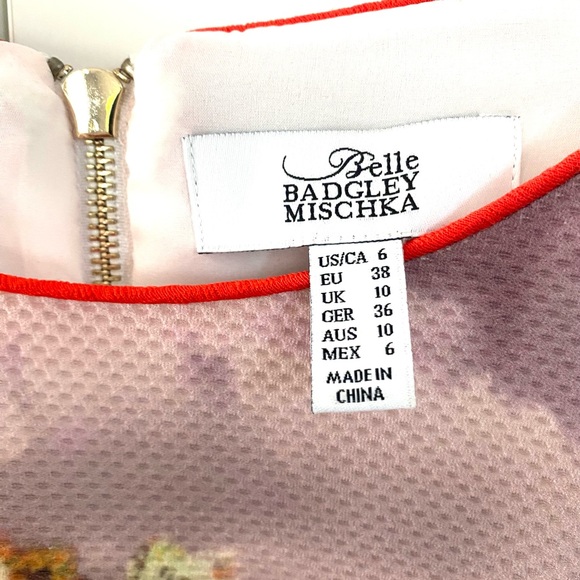 Belle
BADGLEY
MISCHKA
US/CA 6
EU 38
UK 10
GER 36
AUS 10
MEX 6
MADE IN
CHINA